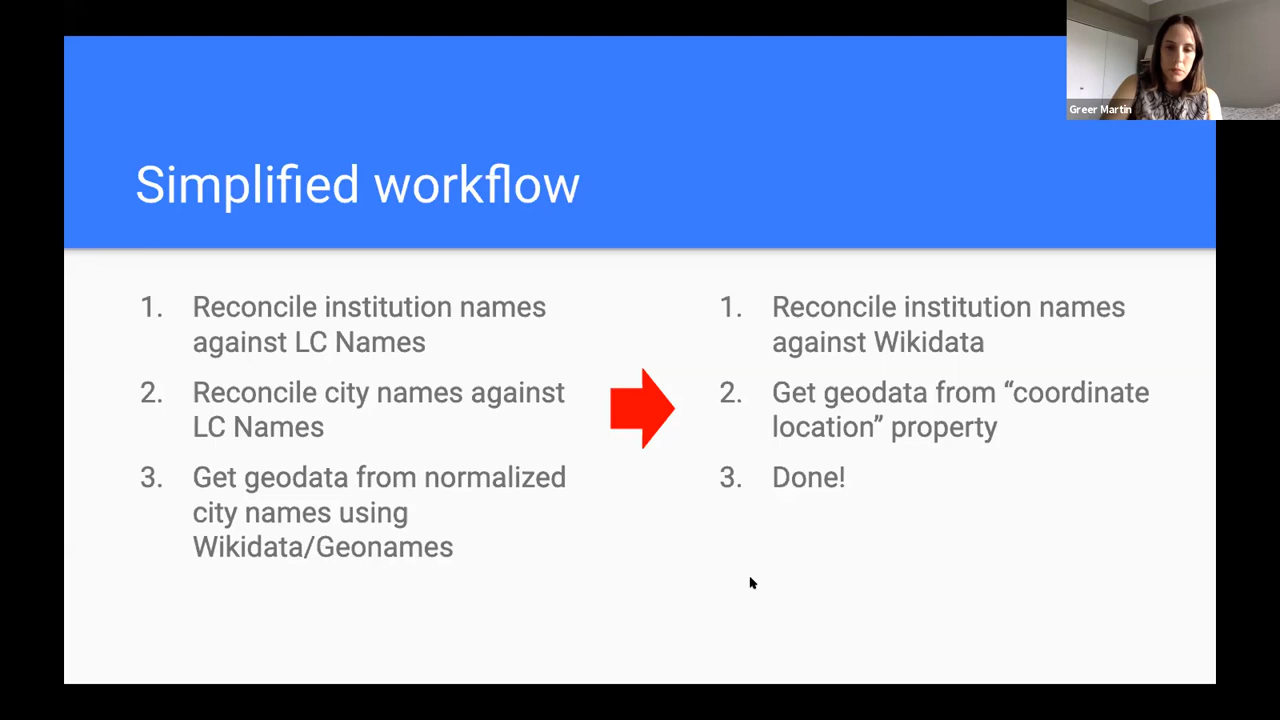 Greer Martin
Simplified workflow
1. Reconcile institution names
against LC Names
2. Reconcile city names against
LC Names
3. Get geodata from normalized
city names using
Wikidata/Geonames
1. Reconcile institution names
against Wikidata
2. Get geodata from “coordinate
location” property
3. Done!